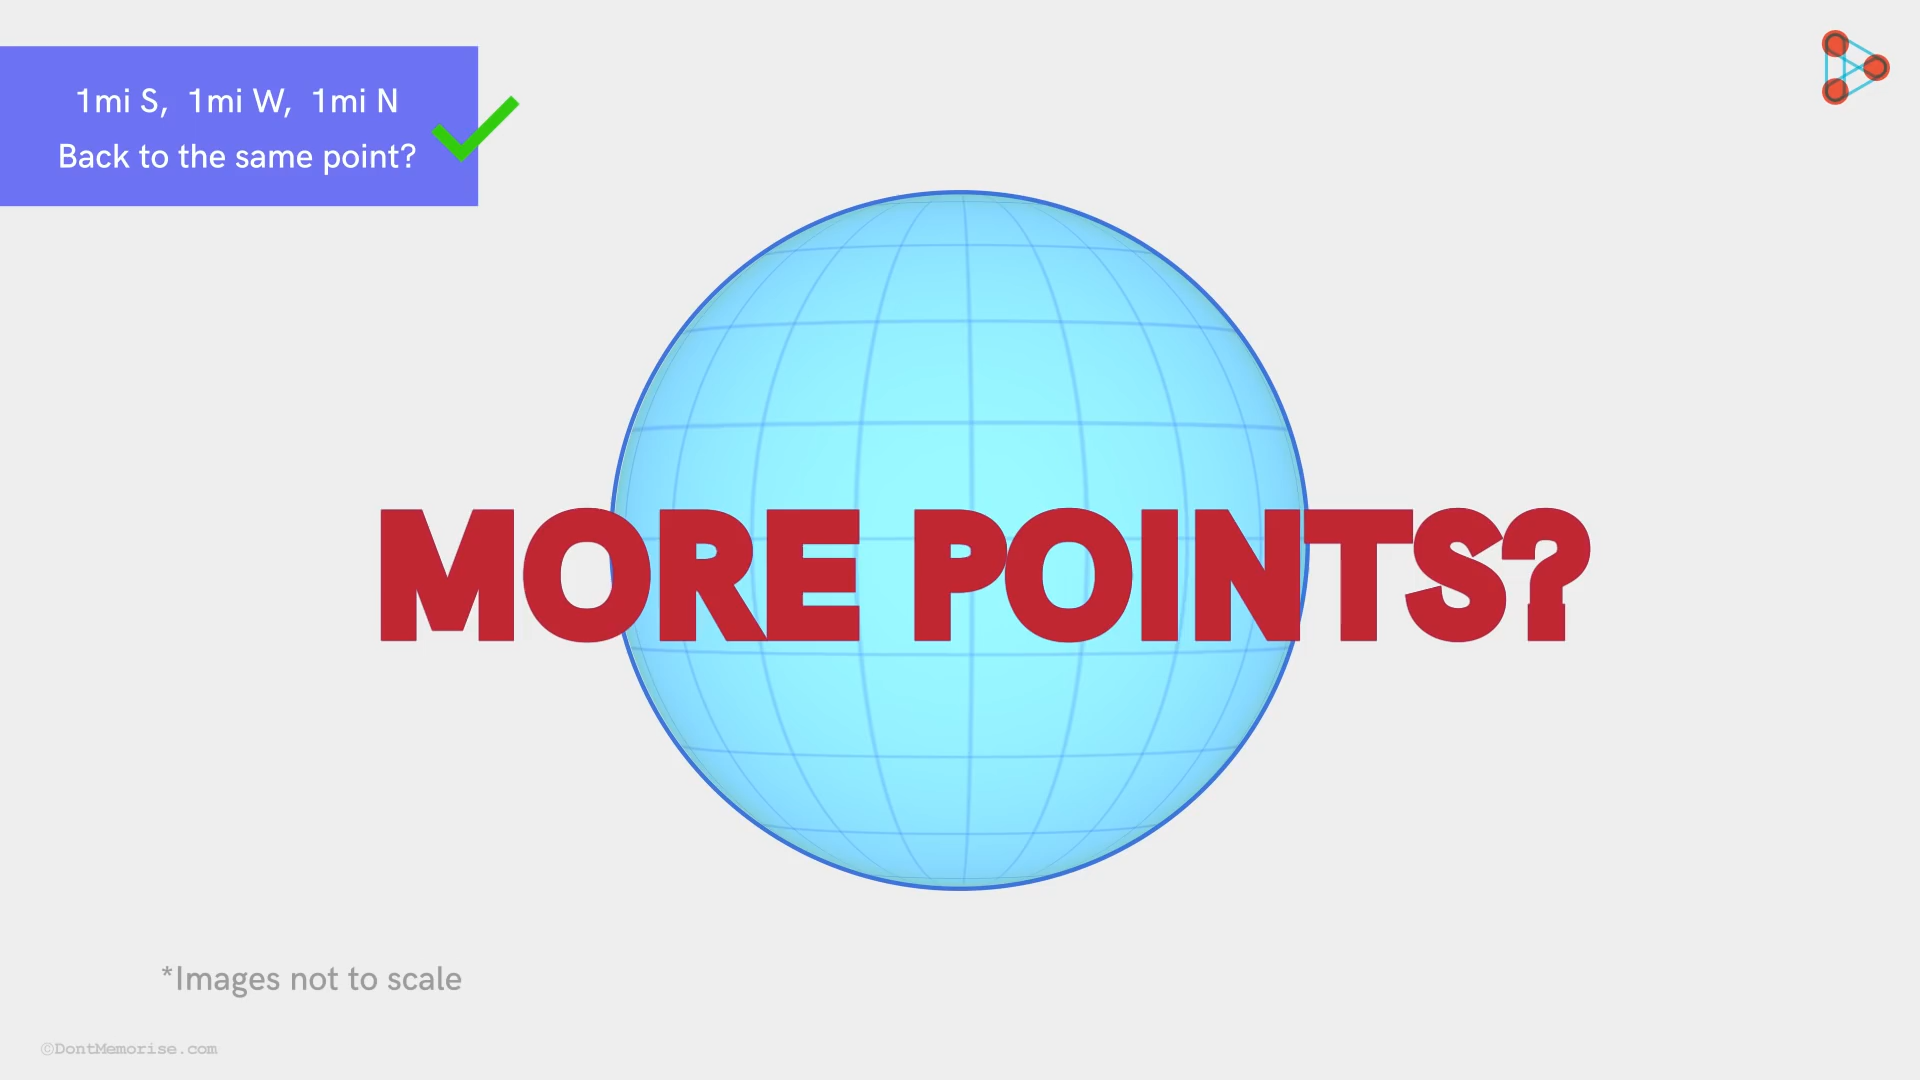 1mi S, 1mi W, 1mi N
Back to the same point?
MORE POINTS?
*Images not to scale
©DontMemorise.com